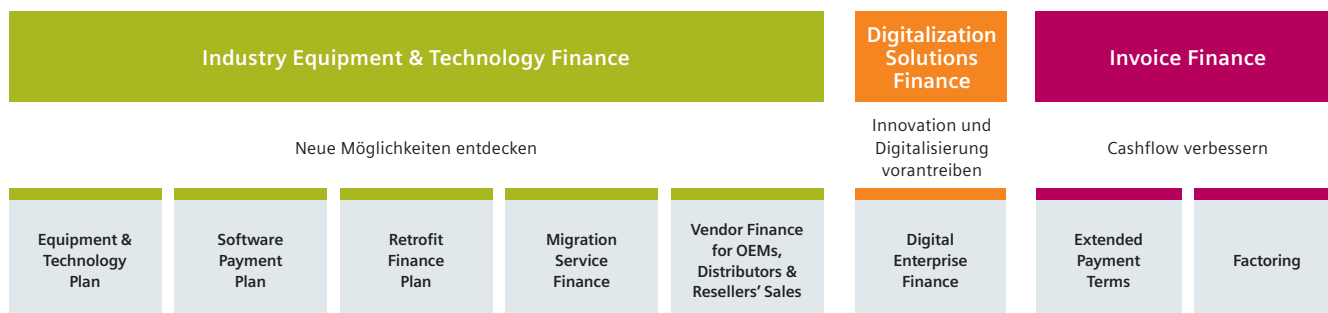 Industry Equipment & Technology Finance
Digitalization
Solutions
Finance
Invoice Finance
Neue Möglichkeiten entdecken
Innovation und
Digitalisierung
vorantreiben
Cashflow verbessern
Equipment &
Technology
Plan
Software
Payment
Plan
Retrofit
Finance
Plan
Migration
Service
Finance
Vendor Finance
for OEMs,
Distributors &
Resellers’ Sales
Digital
Enterprise
Finance
Extended
Payment
Terms
Factoring